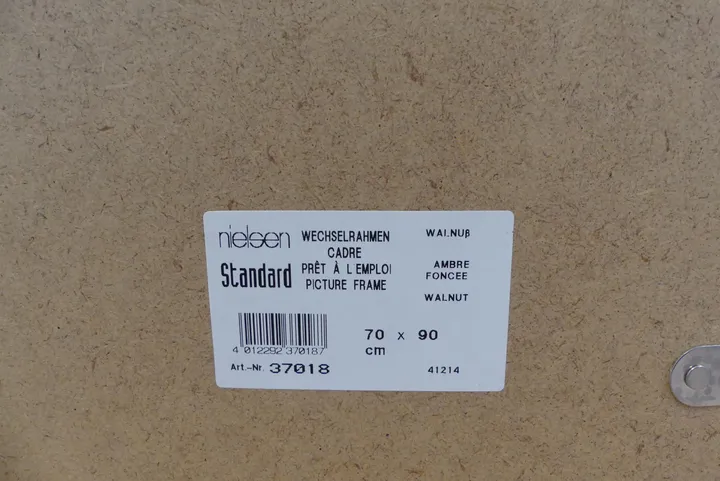 nielsen
Standard
WECHSELRAHMEN
CADRE
PRÊT À L'EMPLOI
PICTURE FRAME
WALNUß
AMBRE
FONCEE
WALNUT
70 x 90
cm
4 012292 370187
Art.-Nr. 37018
41214